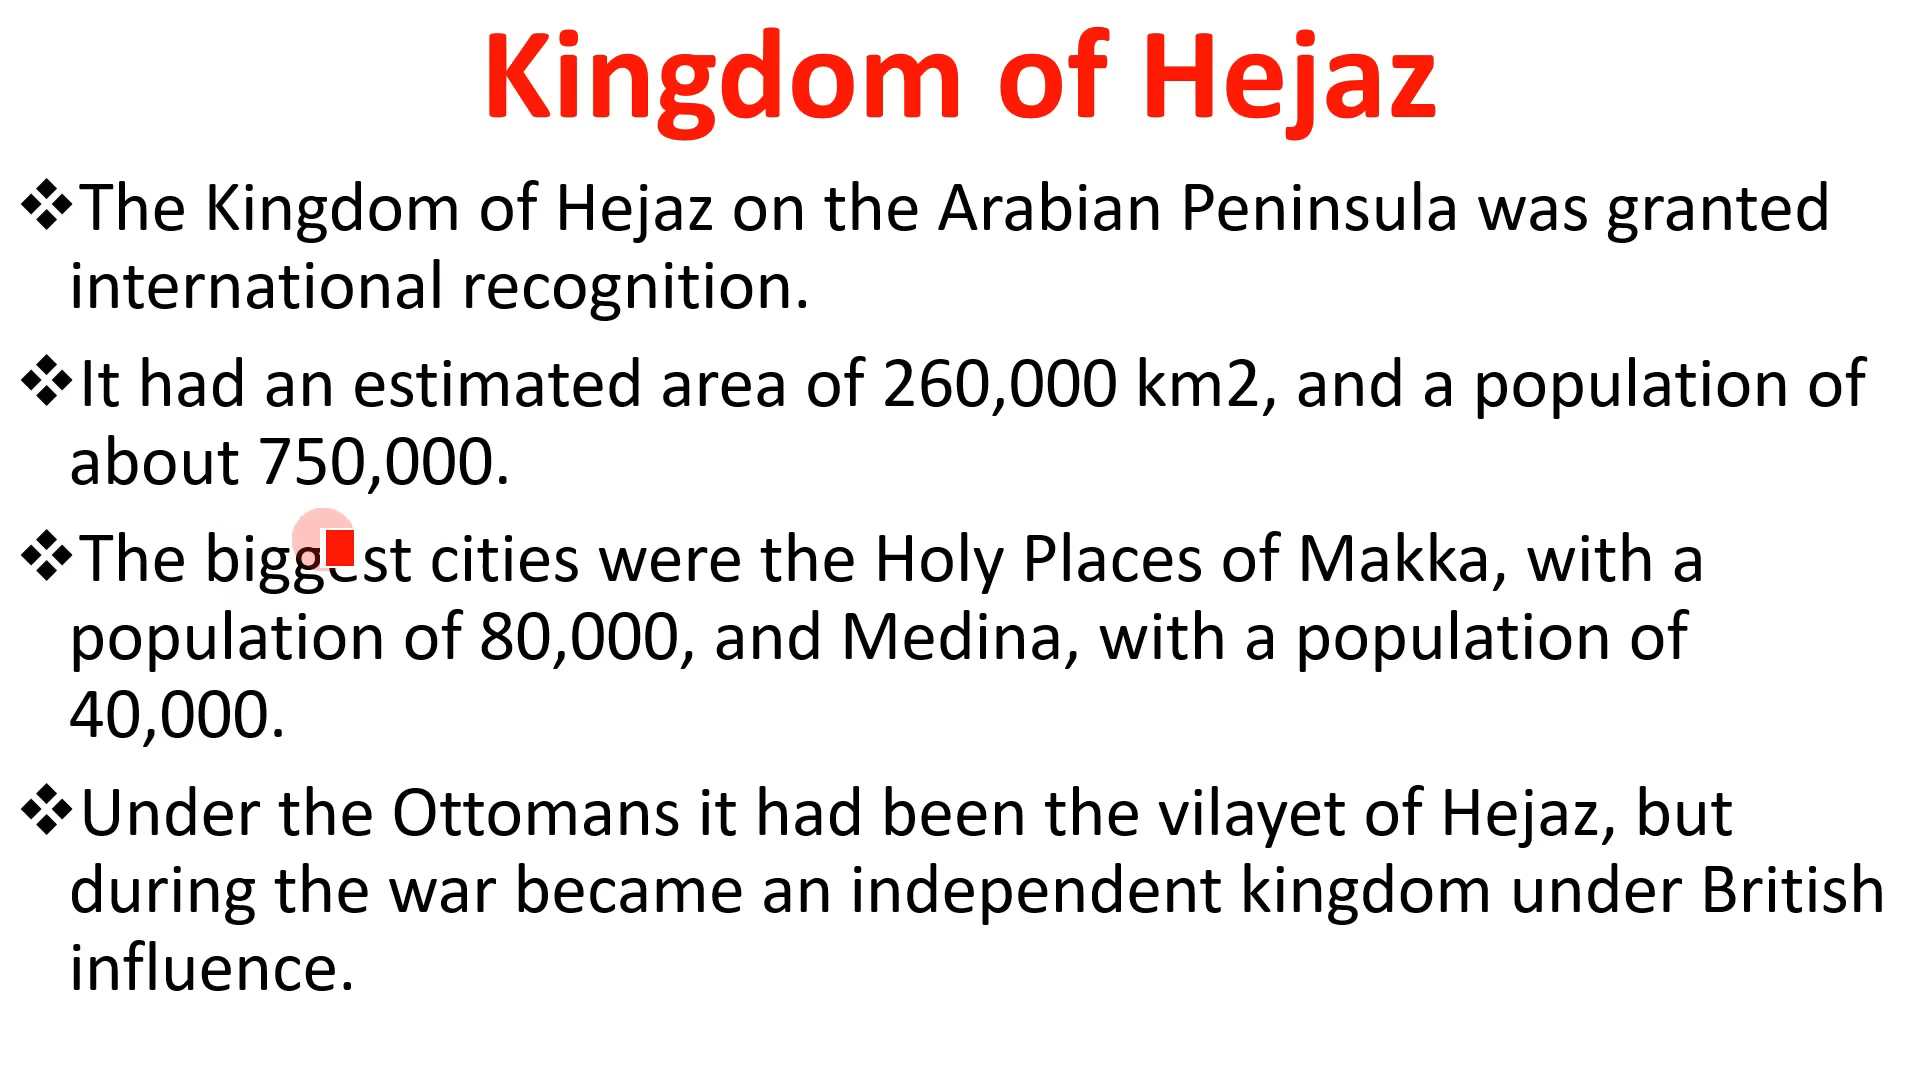 Kingdom of Hejaz
❖The Kingdom of Hejaz on the Arabian Peninsula was granted
international recognition.
❖It had an estimated area of 260,000 km2, and a population of
about 750,000.
❖The biggest cities were the Holy Places of Makka, with a
population of 80,000, and Medina, with a population of
40,000.
❖Under the Ottomans it had been the vilayet of Hejaz, but
during the war became an independent kingdom under British
influence.